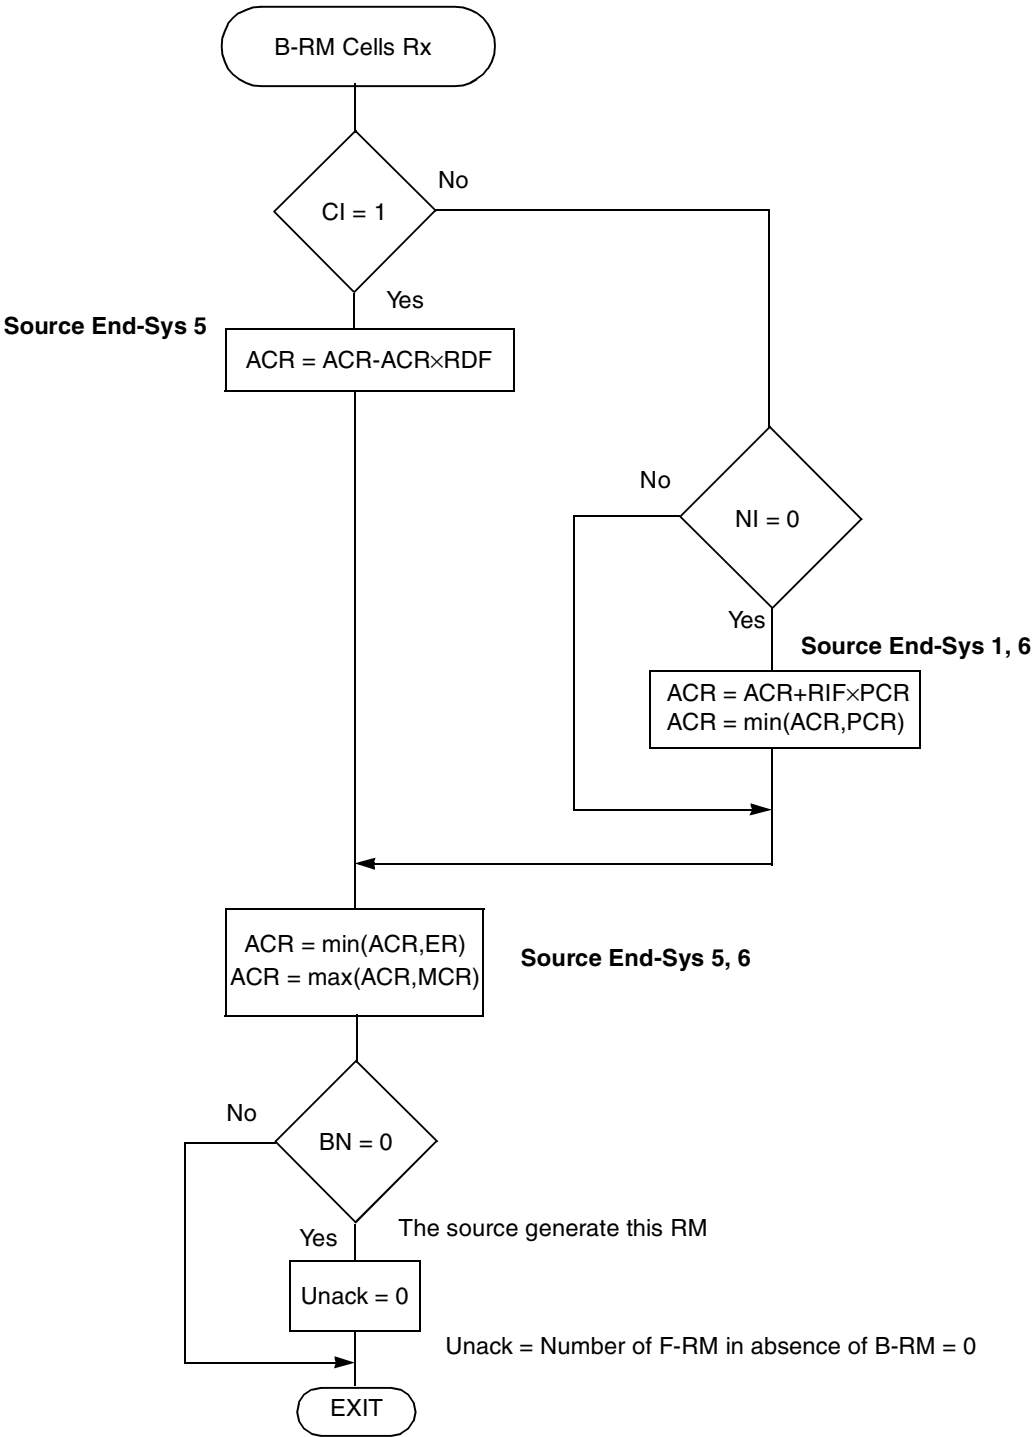 B-RM Cells Rx
No
CI = 1
Yes
Source End-Sys 5
ACR = ACR-ACR×RDF
No
NI = 0
Yes
Source End-Sys 1, 6
ACR = ACR+RIF×PCR
ACR = min(ACR,PCR)
ACR = min(ACR,ER)
ACR = max(ACR,MCR)
Source End-Sys 5, 6
No
BN = 0
The source generate this RM
Yes
Unack = 0
Unack = Number of F-RM in absence of B-RM = 0
EXIT